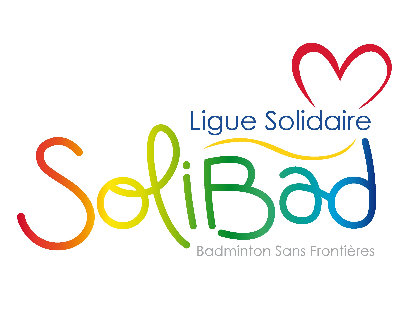 Ligue Solidaire
SoliBad
Badminton Sans Frontières